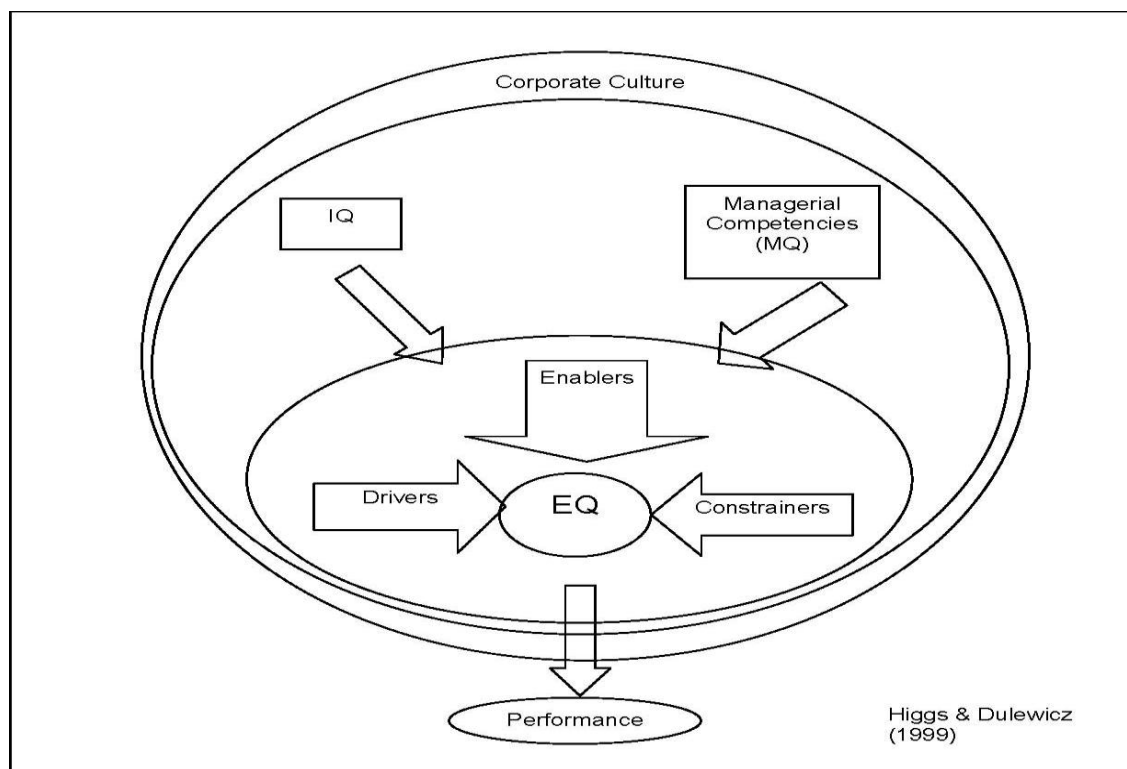 Corporate Culture
IQ
Managerial
Competencies
(MQ)
Enablers
Drivers
EQ
Constrainers
Performance
Higgs & Dulewicz
(1999)